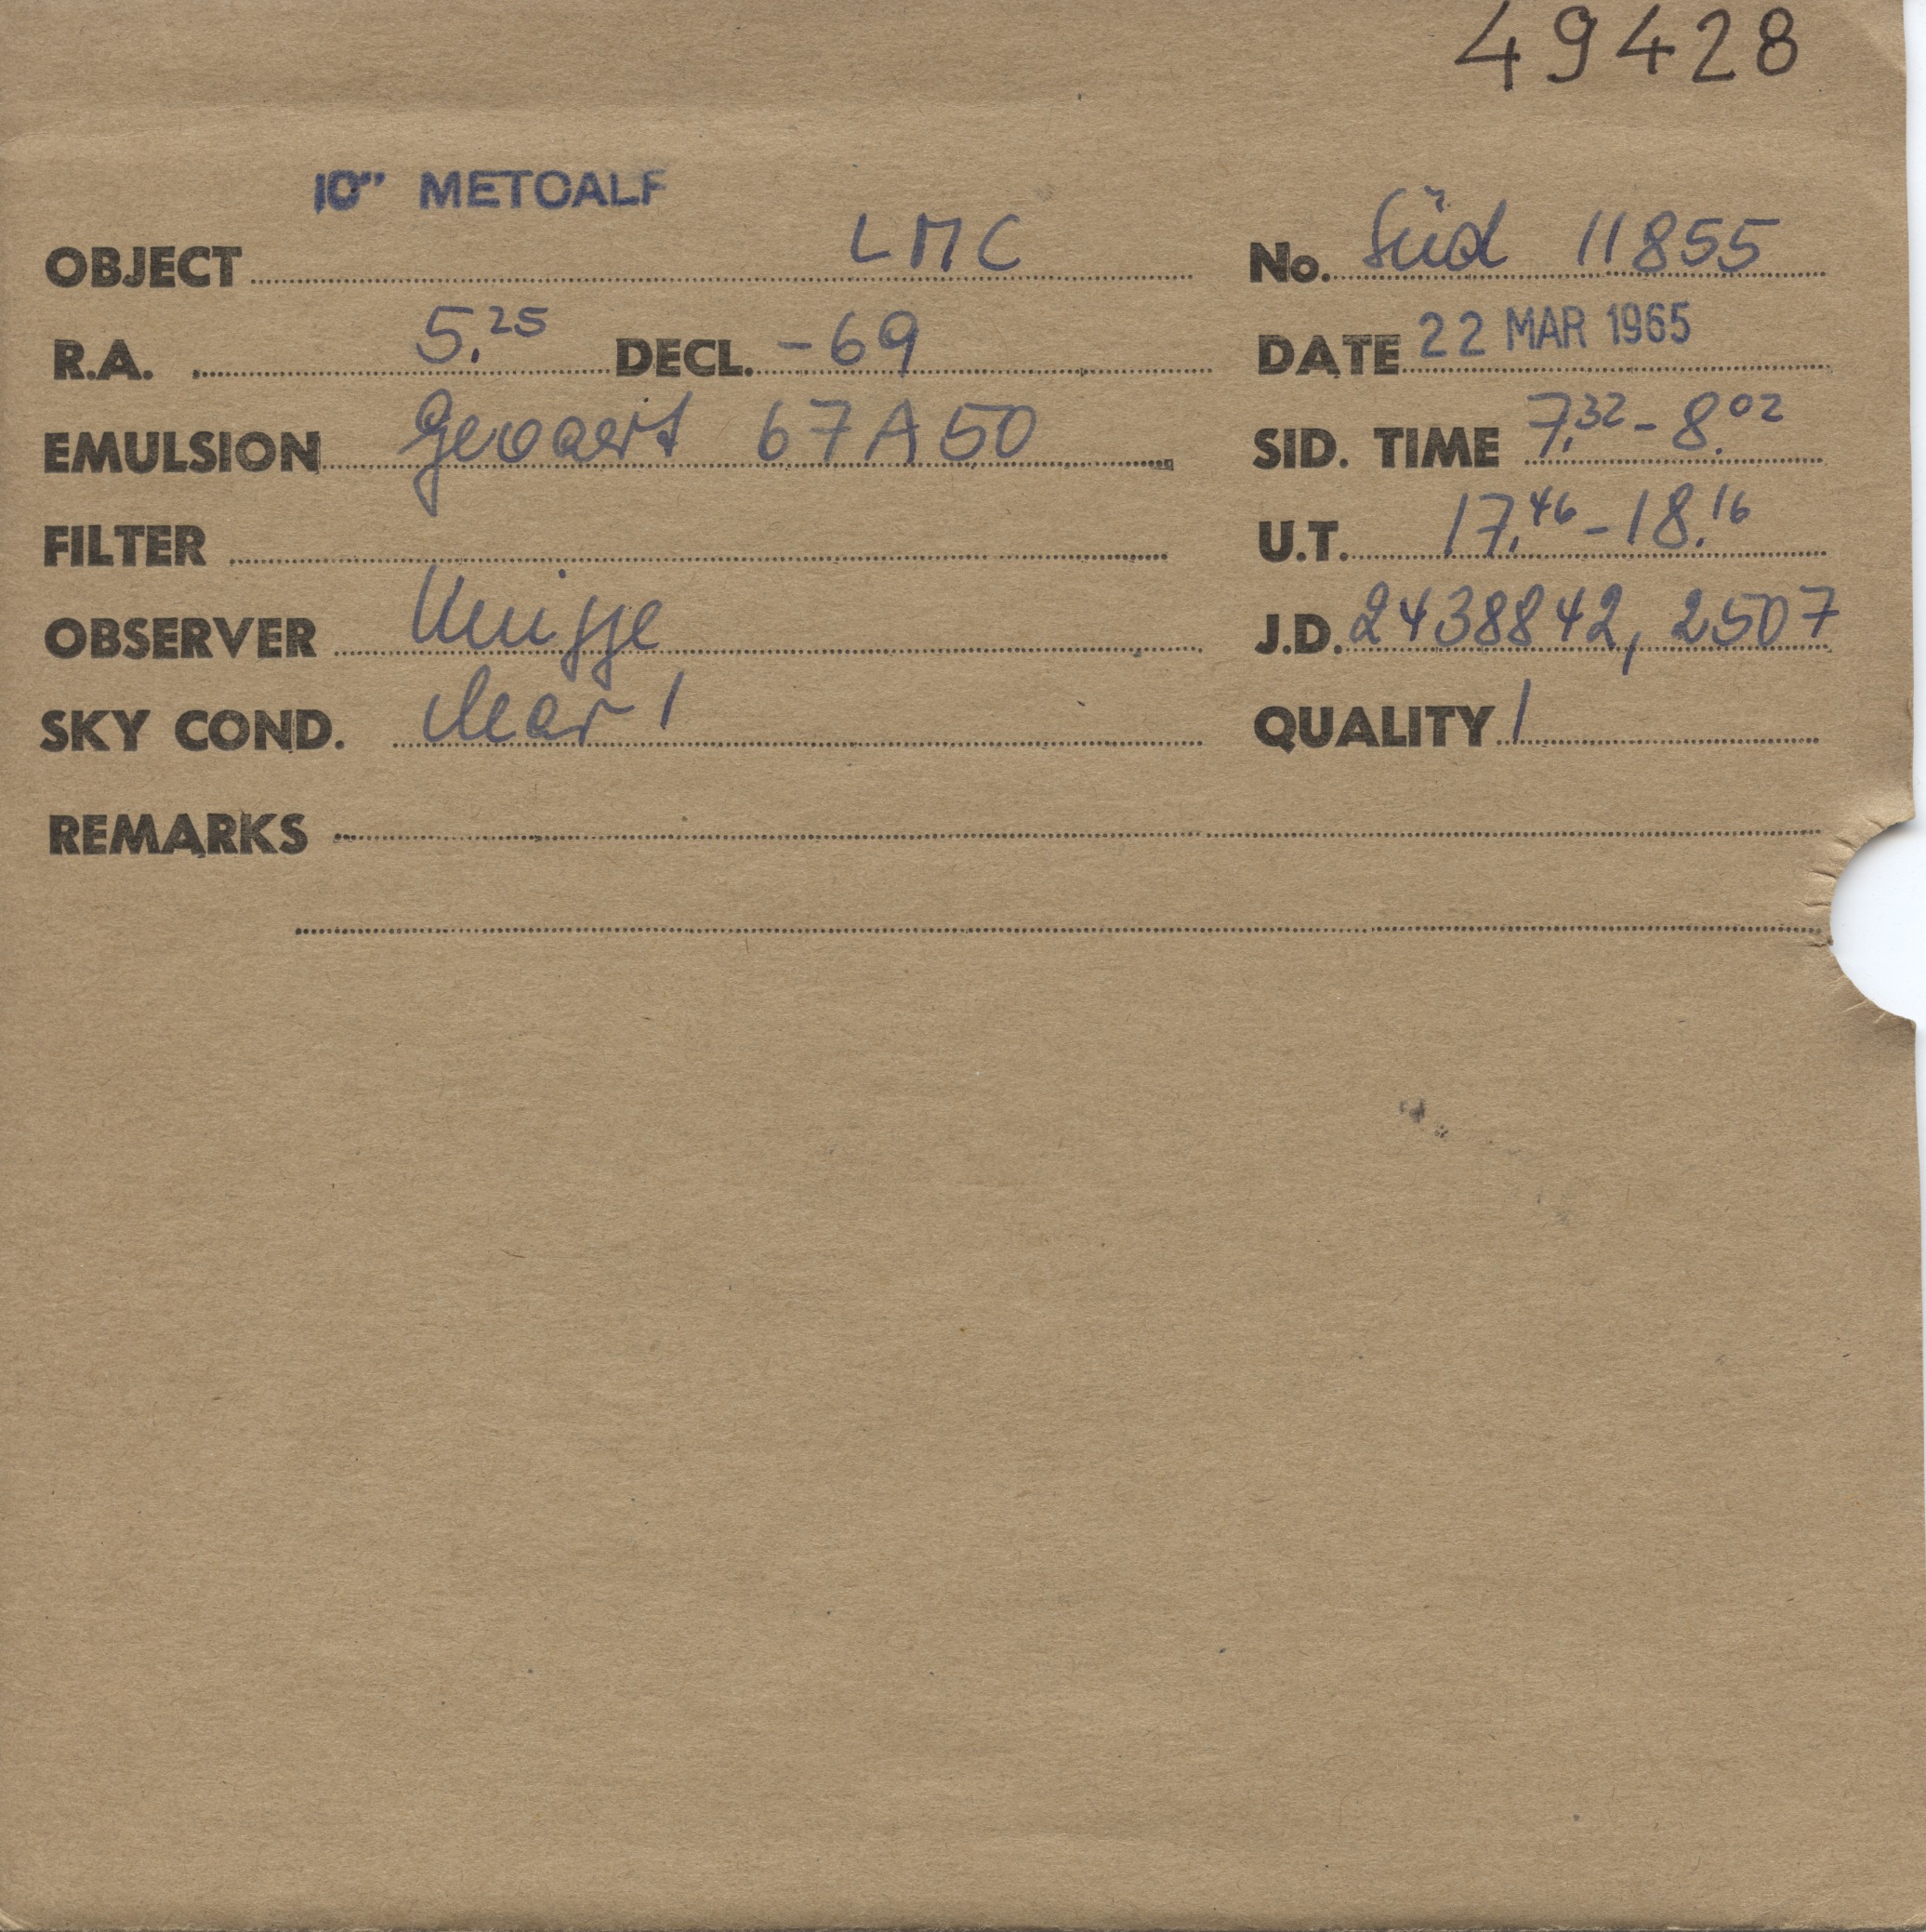 49428
10" METCALF
OBJECT LMC No. Süd 11855
R.A. 5.25 DECL. -69 DATE 22 MAR 1965
EMULSION Gevaert 67A50 SID. TIME 7.32 - 8.02
FILTER U.T. 17.46 - 18.16
OBSERVER J.D. 2438842, 2507
SKY COND. clear 1 QUALITY 1
REMARKS